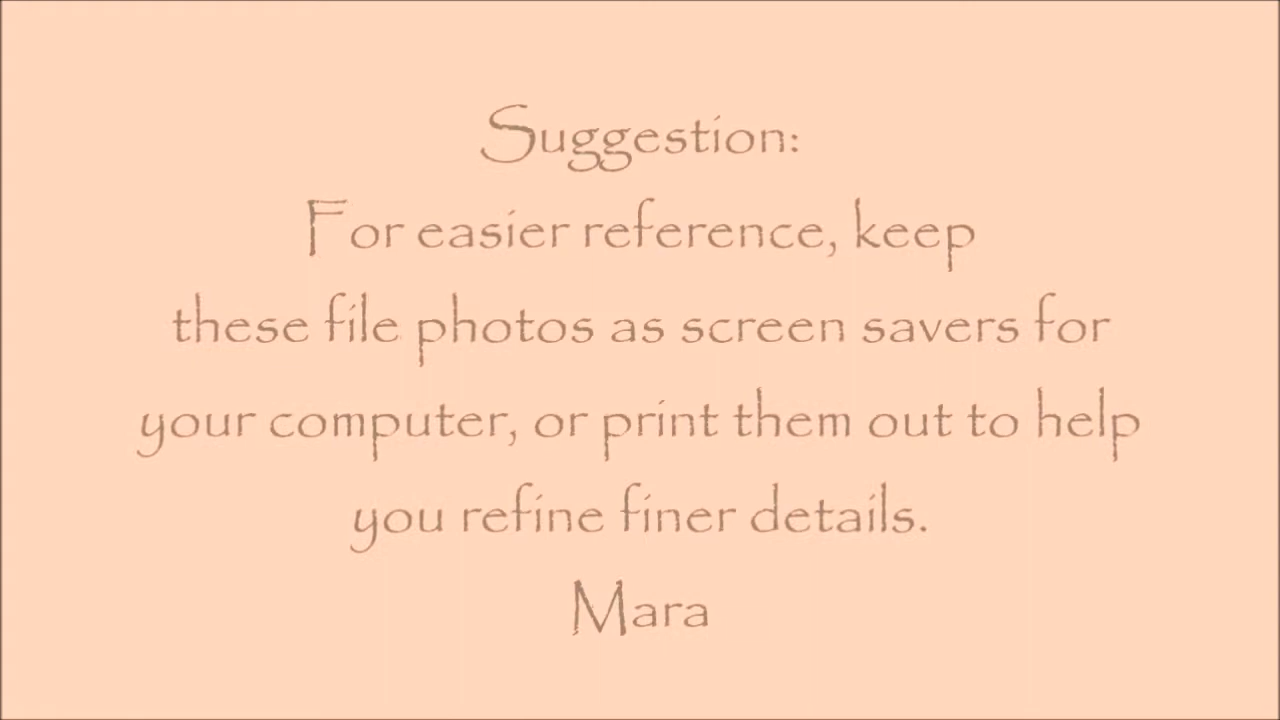 Suggestion:
For easier reference, keep
these file photos as screen savers for
your computer, or print them out to help
you refine finer details.
Mara